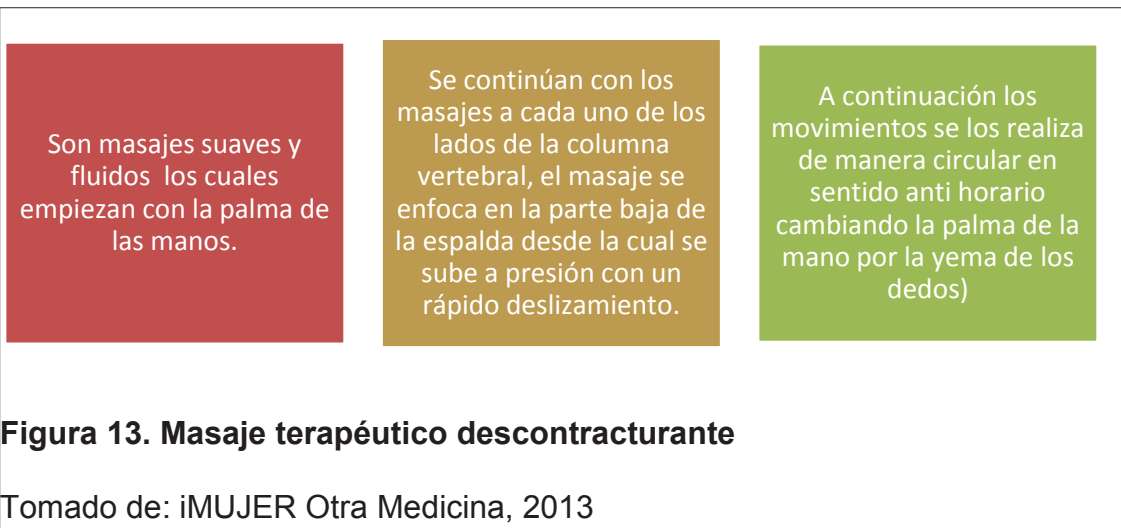 Son masajes suaves y
fluidos los cuales
empiezan con la palma de
las manos.
Se continúan con los
masajes a cada uno de los
lados de la columna
vertebral, el masaje se
enfoca en la parte baja de
la espalda desde la cual se
sube a presión con un
rápido deslizamiento.
A continuación los
movimientos se los realiza
de manera circular en
sentido anti horario
cambiando la palma de la
mano por la yema de los
dedos)
Figura 13. Masaje terapéutico descontracturante
Tomado de: iMUJER Otra Medicina, 2013